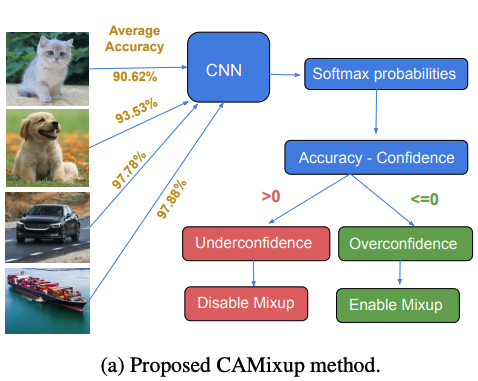 Average
Accuracy
90.62%
93.53%
97.78%
97.88%
CNN
Softmax probabilities
Accuracy - Confidence
>0
<=0
Underconfidence
Overconfidence
Disable Mixup
Enable Mixup
(a) Proposed CAMixup method.